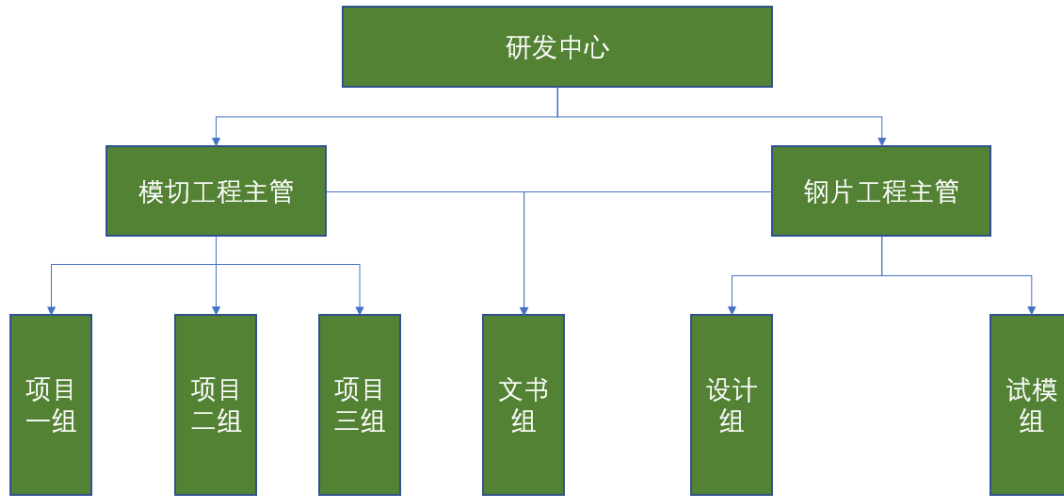 研发中心
模切工程主管
钢片工程主管
项目
一组
项目
二组
项目
三组
文书
组
设计
组
试模
组